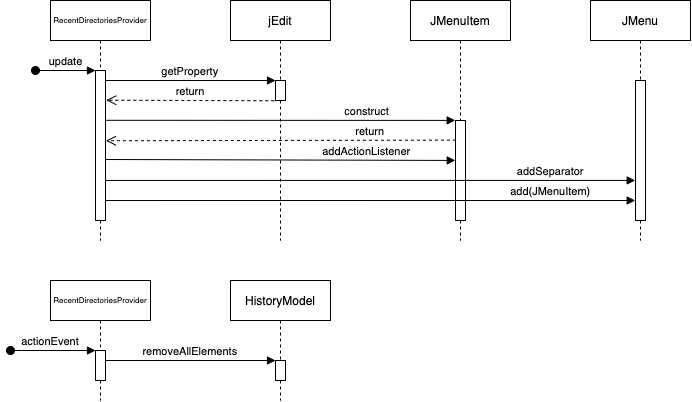 RecentDirectoriesProvider
jEdit
JMenuItem
JMenu
update
getProperty
return
construct
return
addActionListener
addSeparator
add(JMenuItem)
RecentDirectoriesProvider
HistoryModel
actionEvent
removeAllElements